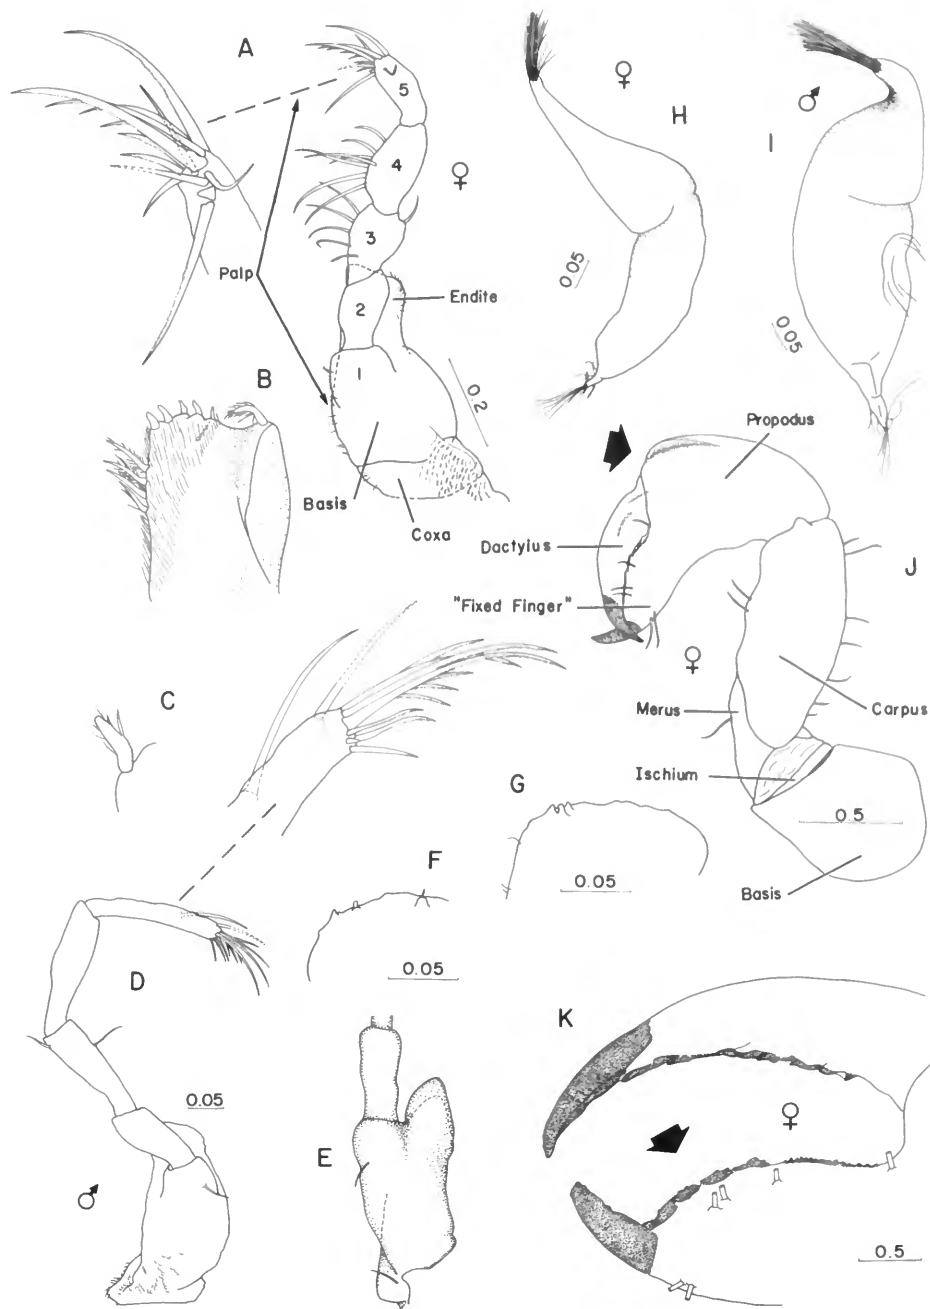 A
♀
H
♂
I
5
4
♀
3
Palp
2
Endite
0.05
1
0.2
0.05
B
Basis
Coxa
Propodus
Dactylus
J
"Fixed Finger"
♀
C
Merus
Carpus
Ischium
G
0.5
0.05
F
Basis
0.05
D
K
0.05
♀
E
♂
0.5